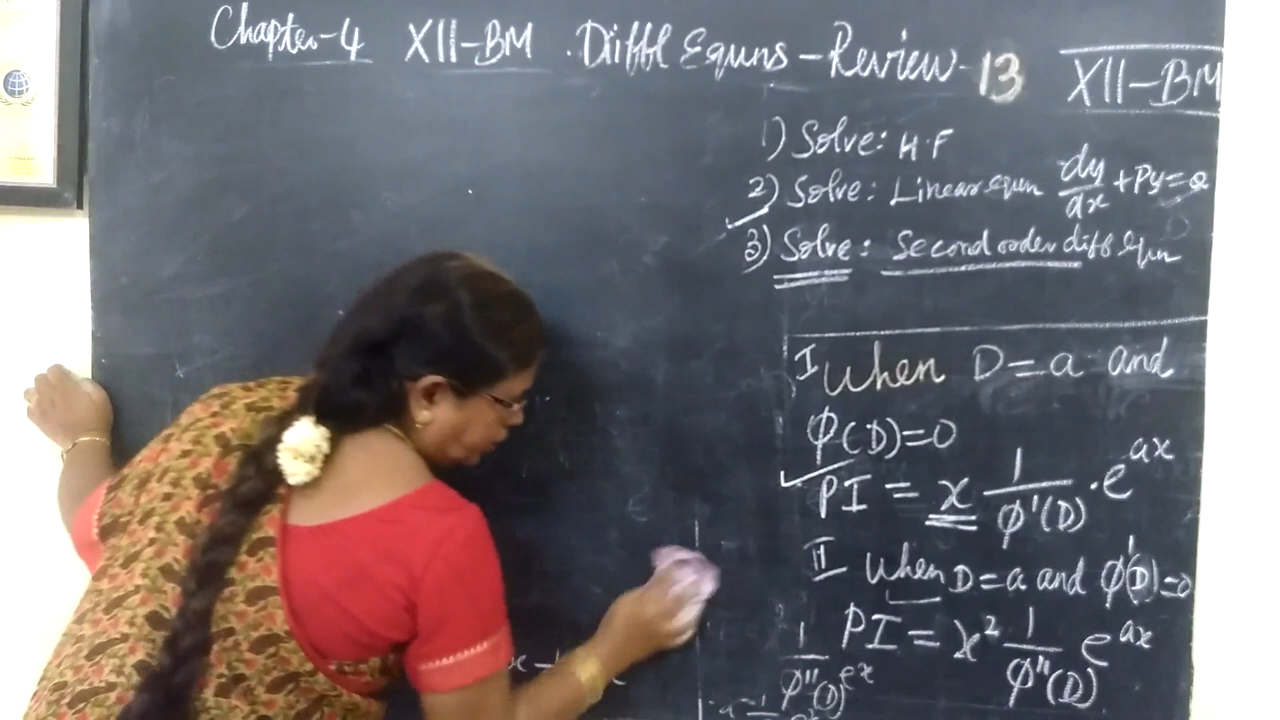 Chapter-4 XII-BM . Diffl Equns - Review - 13
XII-BM
1) Solve: H.F
2) Solve: Linear equn dy/dx + Py = Q
3) Solve: Second order diff Equn
I When D = a and
φ(D) = 0
PI = x 1/φ'(D) . e^ax
II When D = a and φ'(D) = 0
PI = x² 1/φ''(D) e^ax
1/φ''(D) e^x